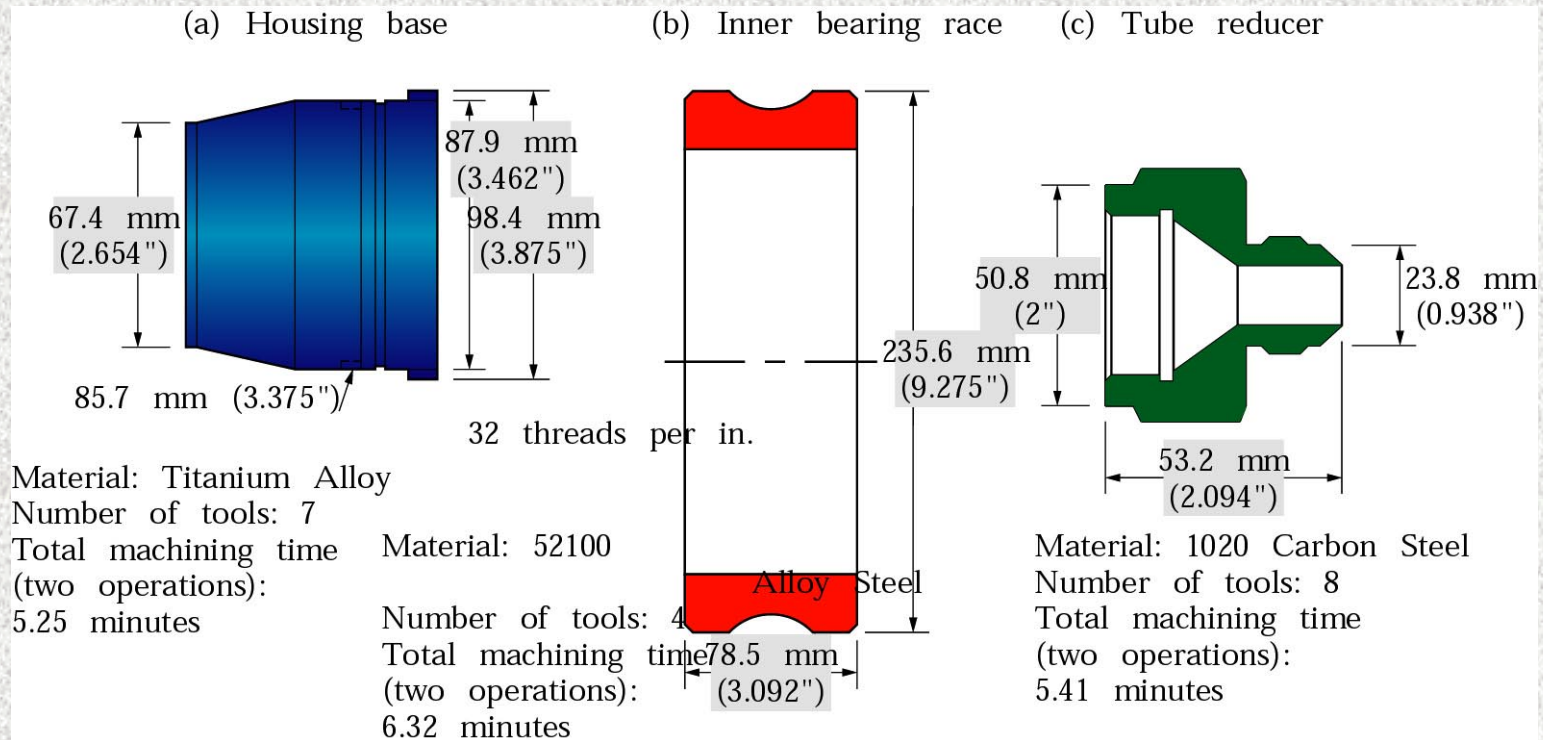 (a) Housing base
67.4 mm
(2.654")
87.9 mm
(3.462")
98.4 mm
(3.875")
85.7 mm (3.375")
32 threads per in.
Material: Titanium Alloy
Number of tools: 7
Total machining time
(two operations):
5.25 minutes
(b) Inner bearing race
235.6 mm
(9.275")
78.5 mm
(3.092")
Material: 52100
Alloy Steel
Number of tools: 4
Total machining time
(two operations):
6.32 minutes
(c) Tube reducer
50.8 mm
(2")
23.8 mm
(0.938")
53.2 mm
(2.094")
Material: 1020 Carbon Steel
Number of tools: 8
Total machining time
(two operations):
5.41 minutes